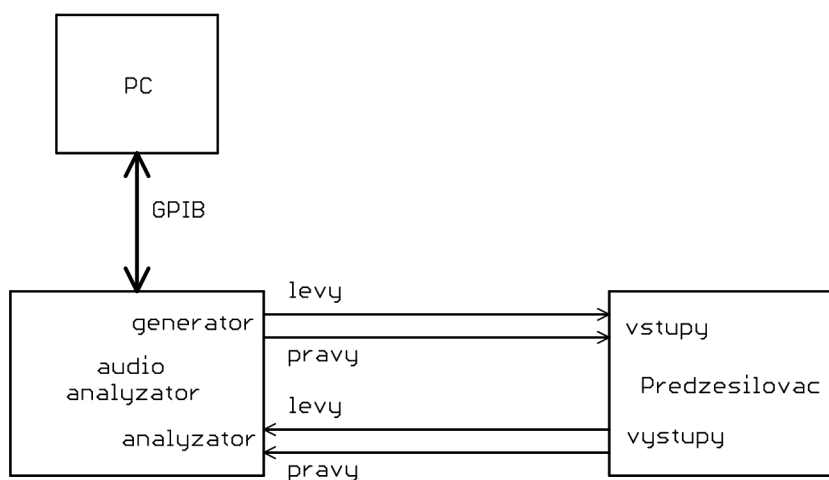 PC
GPIB
levy
generator
vstupy
pravy
audio
analyzator
Predzesilovac
levy
analyzator
vystupy
pravy